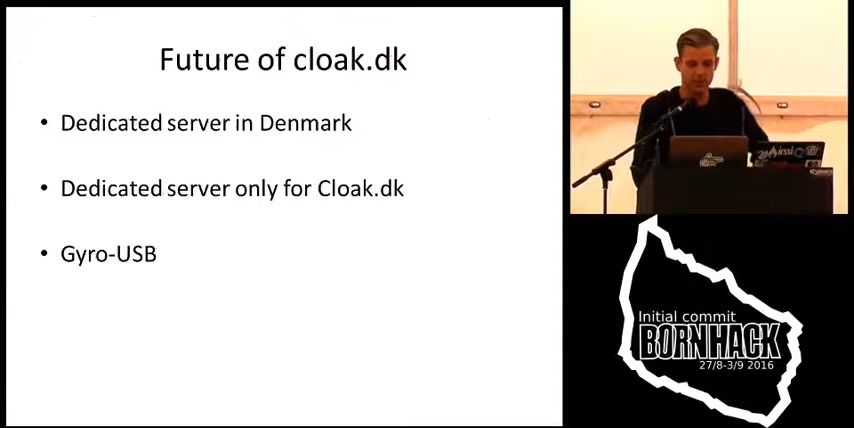 Future of cloak.dk
• Dedicated server in Denmark
• Dedicated server only for Cloak.dk
• Gyro-USB
irssi
Initial commit
BORNHACK
27/8-3/9 2016